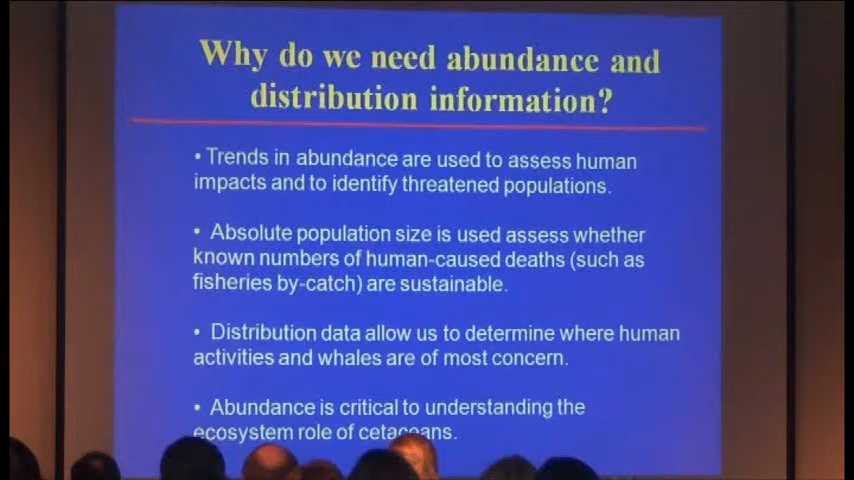 Why do we need abundance and
distribution information?
• Trends in abundance are used to assess human
impacts and to identify threatened populations.
• Absolute population size is used assess whether
known numbers of human-caused deaths (such as
fisheries by-catch) are sustainable.
• Distribution data allow us to determine where human
activities and whales are of most concern.
• Abundance is critical to understanding the
ecosystem role of cetaceans.